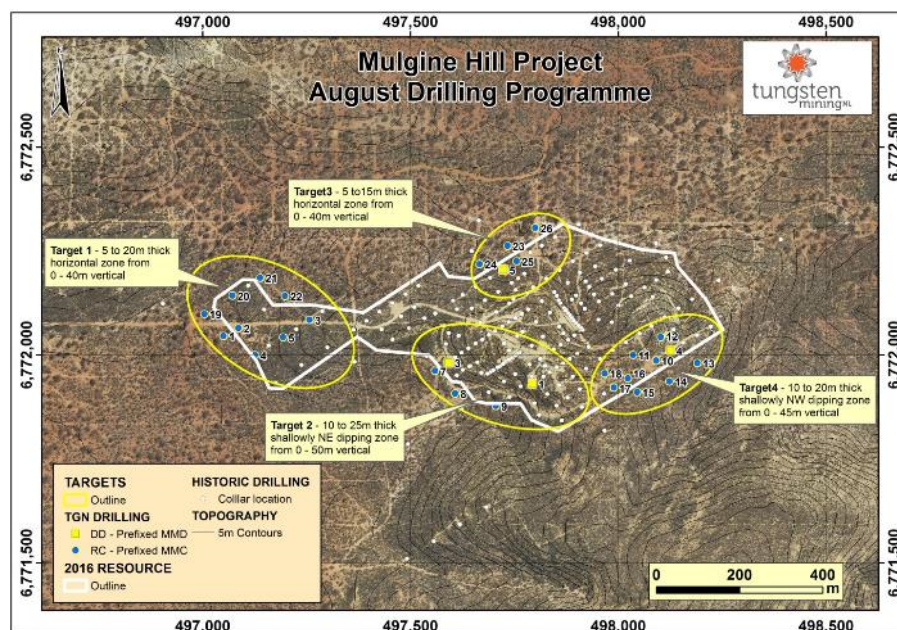 497,000 497,500 498,000 498,500
Mulgine Hill Project
August Drilling Programme
tungsten
miningNL
6,772,500
6,772,500
Target3 - 5 to15m thick
horizontal zone from
0 - 40m vertical
Target 1 - 5 to 20m thick
horizontal zone from
0 - 40m vertical
26
23
24
25
5
21
20
22
19
3
2
1
5
4
6,772,000
6,772,000
12
4
11
10
13
3
7
1
18
16
14
17
15
8
9
Target4 - 10 to 20m thick
shallowly NW dipping zone
from 0 - 45m vertical
Target 2 - 10 to 25m thick
shallowly NE dipping zone
from 0 - 50m vertical
TARGETS
Outline
TGN DRILLING
DD - Prefixed MMD
RC - Prefixed MMC
2016 RESOURCE
Outline
HISTORIC DRILLING
Colllar location
TOPOGRAPHY
5m Contours
6,771,500
6,771,500
0 200 400
m
497,000 497,500 498,000 498,500